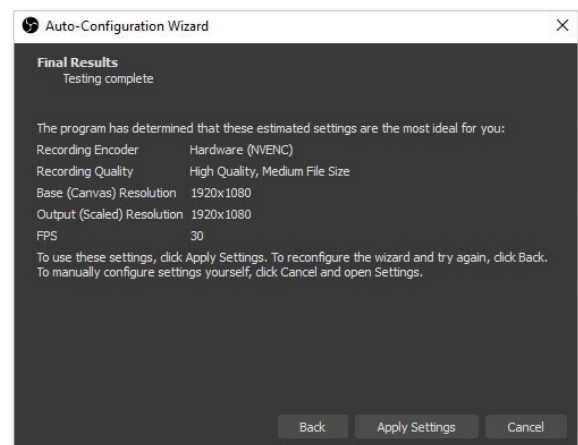 Auto-Configuration Wizard
Final Results
Testing complete
The program has determined that these estimated settings are the most ideal for you:
Recording Encoder Hardware (NVENC)
Recording Quality High Quality, Medium File Size
Base (Canvas) Resolution 1920x1080
Output (Scaled) Resolution 1920x1080
FPS 30
To use these settings, click Apply Settings. To reconfigure the wizard and try again, click Back.
To manually configure settings yourself, click Cancel and open Settings.
Back Apply Settings Cancel